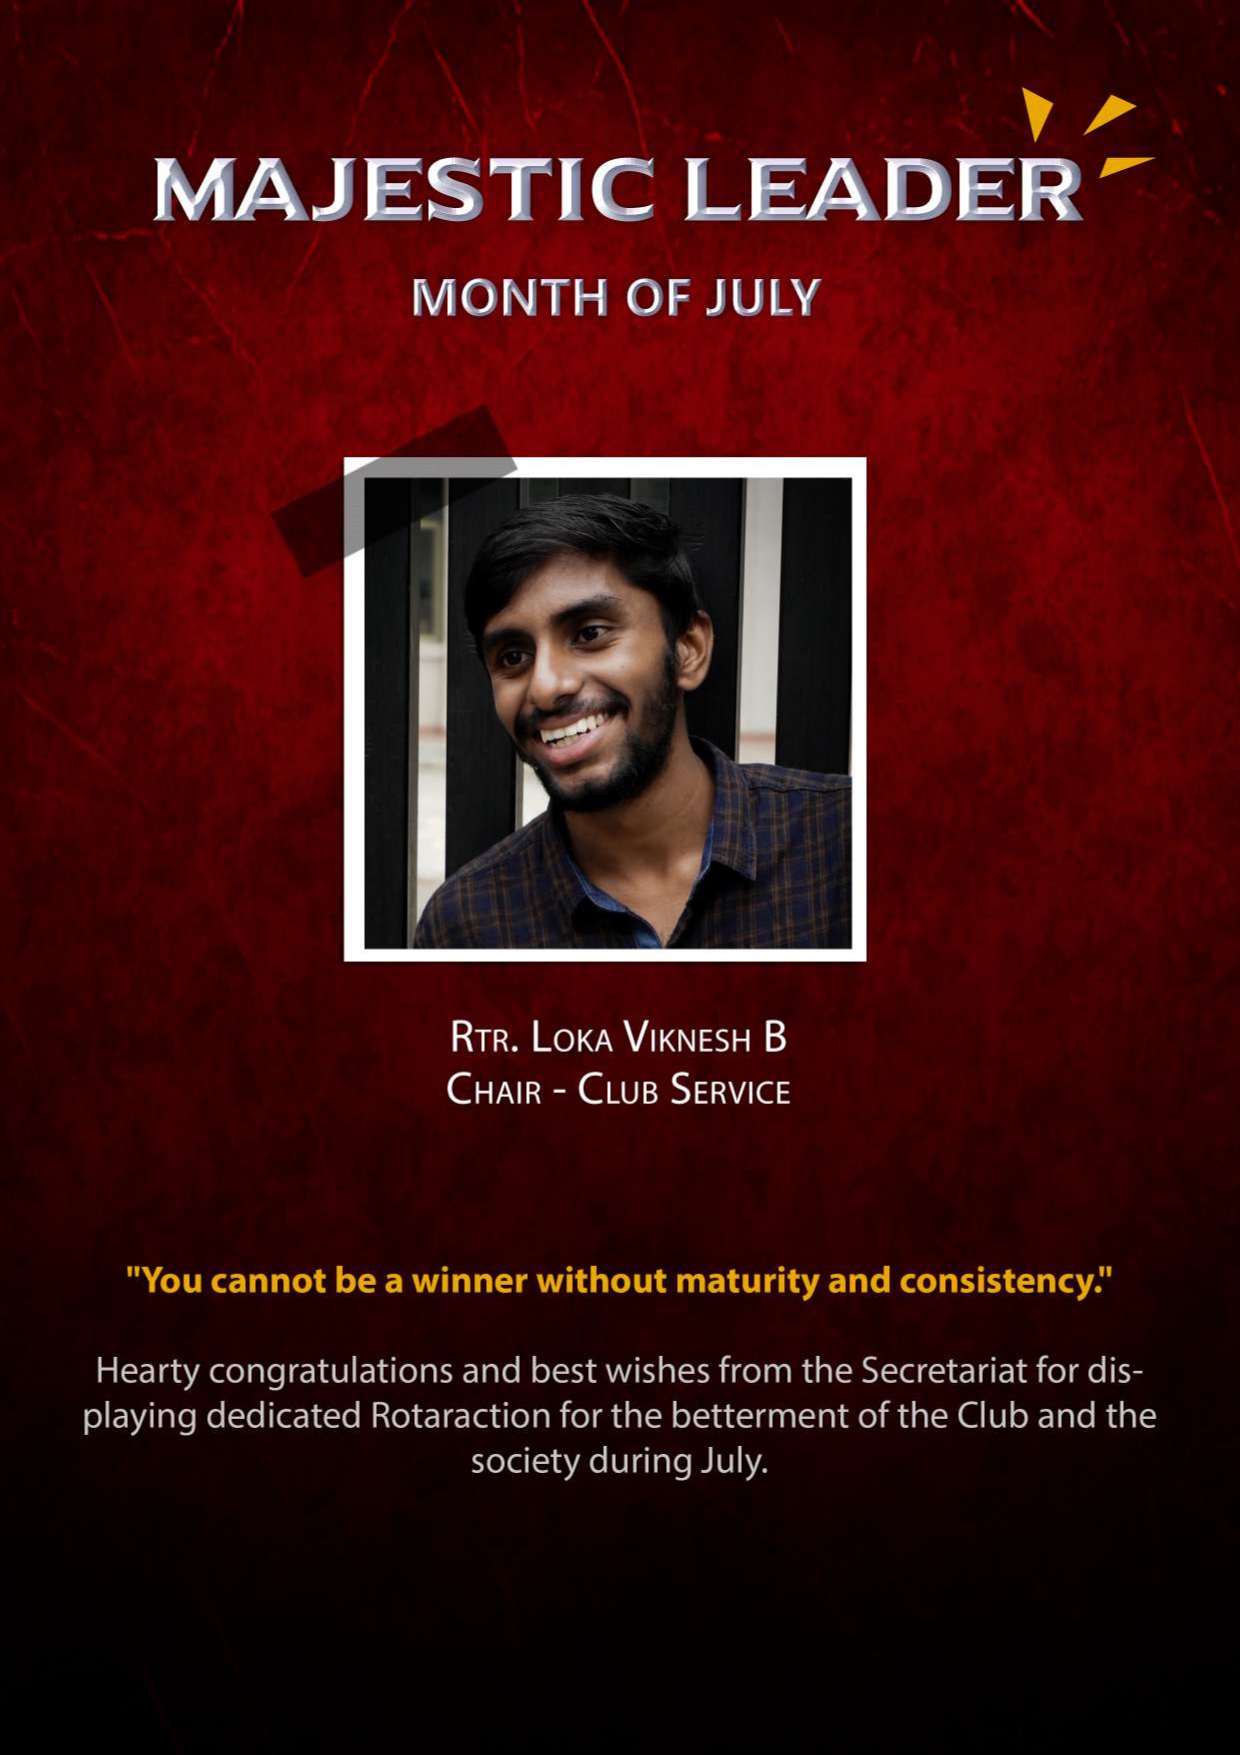 MAJESTIC LEADER
MONTH OF JULY
RTR. LOKA VIKNESH B
CHAIR - CLUB SERVICE
"You cannot be a winner without maturity and consistency."
Hearty congratulations and best wishes from the Secretariat for dis-
playing dedicated Rotaraction for the betterment of the Club and the
society during July.